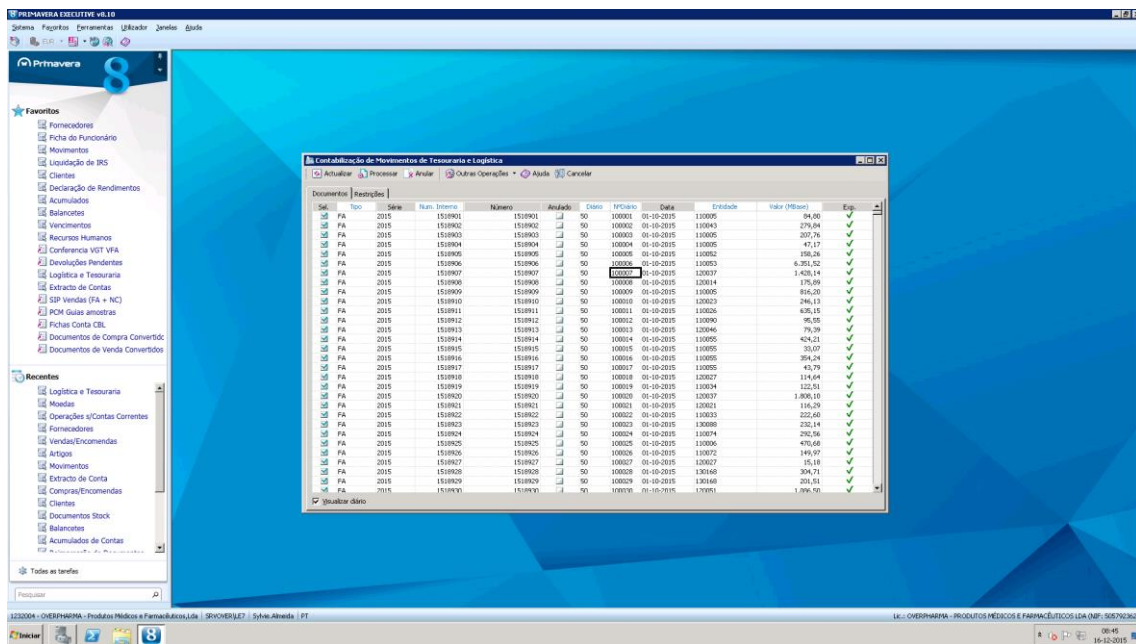 PRIMAVERA EXECUTIVE v8.10
Sistema Favoritos Ferramentas Utilizador Janelas Ajuda
Primavera 8
Favoritos
Fornecedores
Ficha do Funcionário
Movimentos
Liquidação de IRS
Clientes
Declaração de Rendimentos
Acumulados
Balancetes
Vencimentos
Recursos Humanos
Conferencia VGT VFA
Devoluções Pendentes
Logística e Tesouraria
Extracto de Contas
SIP Vendas (FA + NC)
PCM Guias amostras
Fichas Conta CBL
Documentos de Compra Convertidc
Documentos de Venda Convertidos
Recentes
Logística e Tesouraria
Moedas
Operações s/Contas Correntes
Fornecedores
Vendas/Encomendas
Artigos
Movimentos
Extracto de Conta
Compras/Encomendas
Clientes
Documentos Stock
Balancetes
Acumulados de Contas
Todas as tarefas
Pesquisar
Contabilização de Movimentos de Tesouraria e Logística
Actualizar Processar Anular Outras Operações Ajuda Cancelar
Documentos Restrições
Sel. Tipo Série Num. Interno Número Anulado Diário NºDiário Data Entidade Valor (MBase) Exp.
FA 2015 1518901 1518901 50 100001 01-10-2015 110005 84,80
FA 2015 1518902 1518902 50 100002 01-10-2015 110043 279,84
FA 2015 1518903 1518903 50 100003 01-10-2015 110005 207,76
FA 2015 1518904 1518904 50 100004 01-10-2015 110005 47,17
FA 2015 1518905 1518905 50 100005 01-10-2015 110052 158,26
FA 2015 1518906 1518906 50 100006 01-10-2015 110053 6.351,52
FA 2015 1518907 1518907 50 100007 01-10-2015 120037 1.428,14
FA 2015 1518908 1518908 50 100008 01-10-2015 120014 175,89
FA 2015 1518909 1518909 50 100009 01-10-2015 110005 816,20
FA 2015 1518910 1518910 50 100010 01-10-2015 120023 246,13
FA 2015 1518911 1518911 50 100011 01-10-2015 110026 635,15
FA 2015 1518912 1518912 50 100012 01-10-2015 110090 95,55
FA 2015 1518913 1518913 50 100013 01-10-2015 120046 79,39
FA 2015 1518914 1518914 50 100014 01-10-2015 110055 424,21
FA 2015 1518915 1518915 50 100015 01-10-2015 110055 33,07
FA 2015 1518916 1518916 50 100016 01-10-2015 110055 354,24
FA 2015 1518917 1518917 50 100017 01-10-2015 110055 43,79
FA 2015 1518918 1518918 50 100018 01-10-2015 120027 114,64
FA 2015 1518919 1518919 50 100019 01-10-2015 110034 122,51
FA 2015 1518920 1518920 50 100020 01-10-2015 120037 1.808,10
FA 2015 1518921 1518921 50 100021 01-10-2015 120021 116,29
FA 2015 1518922 1518922 50 100022 01-10-2015 110033 222,60
FA 2015 1518923 1518923 50 100023 01-10-2015 130088 232,14
FA 2015 1518924 1518924 50 100024 01-10-2015 110074 292,56
FA 2015 1518925 1518925 50 100025 01-10-2015 110006 470,68
FA 2015 1518926 1518926 50 100026 01-10-2015 110072 149,97
FA 2015 1518927 1518927 50 100027 01-10-2015 120027 15,18
FA 2015 1518928 1518928 50 100028 01-10-2015 130168 304,71
FA 2015 1518929 1518929 50 100029 01-10-2015 130168 201,51
FA 2015 1518930 1518930 50 100030 01-10-2015 120051 1.006,50
Visualizar diário
1232004 - OVERPHARMA - Produtos Médicos e Farmacêuticos,Lda SRVOVER\LE7 Sylvie.Almeida PT
Lic.: OVERPHARMA - PRODUTOS MÉDICOS E FARMACÊUTICOS LDA (NIF: 505792362
Iniciar 8
PT
08:45
16-12-2015